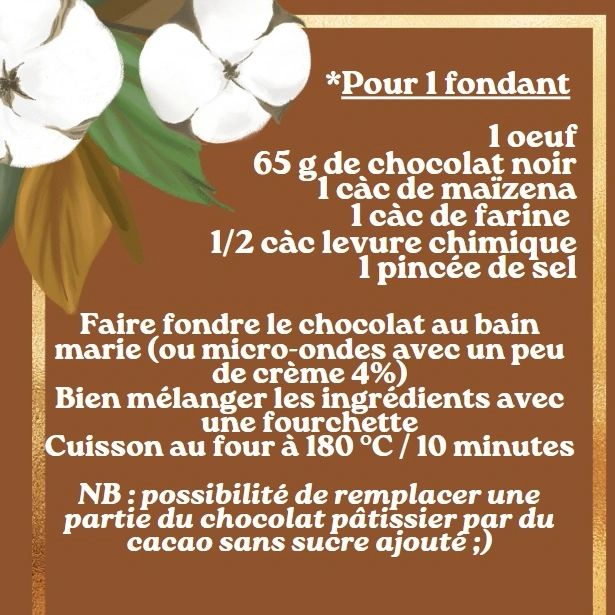 *Pour 1 fondant
1 oeuf
65 g de chocolat noir
1 càc de maïzena
1 càc de farine
1/2 càc levure chimique
1 pincée de sel
Faire fondre le chocolat au bain
marie (ou micro-ondes avec un peu
de crème 4%)
Bien mélanger les ingrédients avec
une fourchette
Cuisson au four à 180 °C / 10 minutes
NB : possibilité de remplacer une
partie du chocolat pâtissier par du
cacao sans sucre ajouté ;)